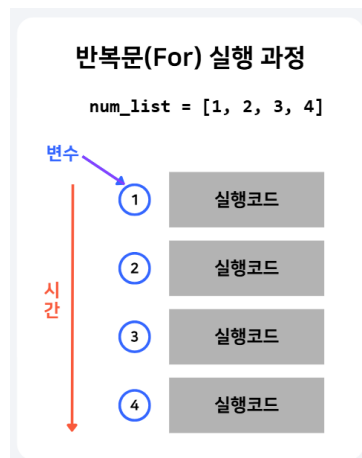 반복문(For) 실행 과정
num_list = [1, 2, 3, 4]
변수
1 실행코드
2 실행코드
시간
3 실행코드
4 실행코드